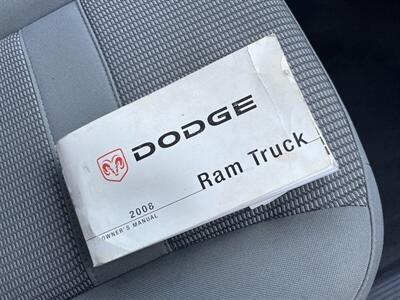 DODGE
Ram Truck
2008
OWNER'S MANUAL